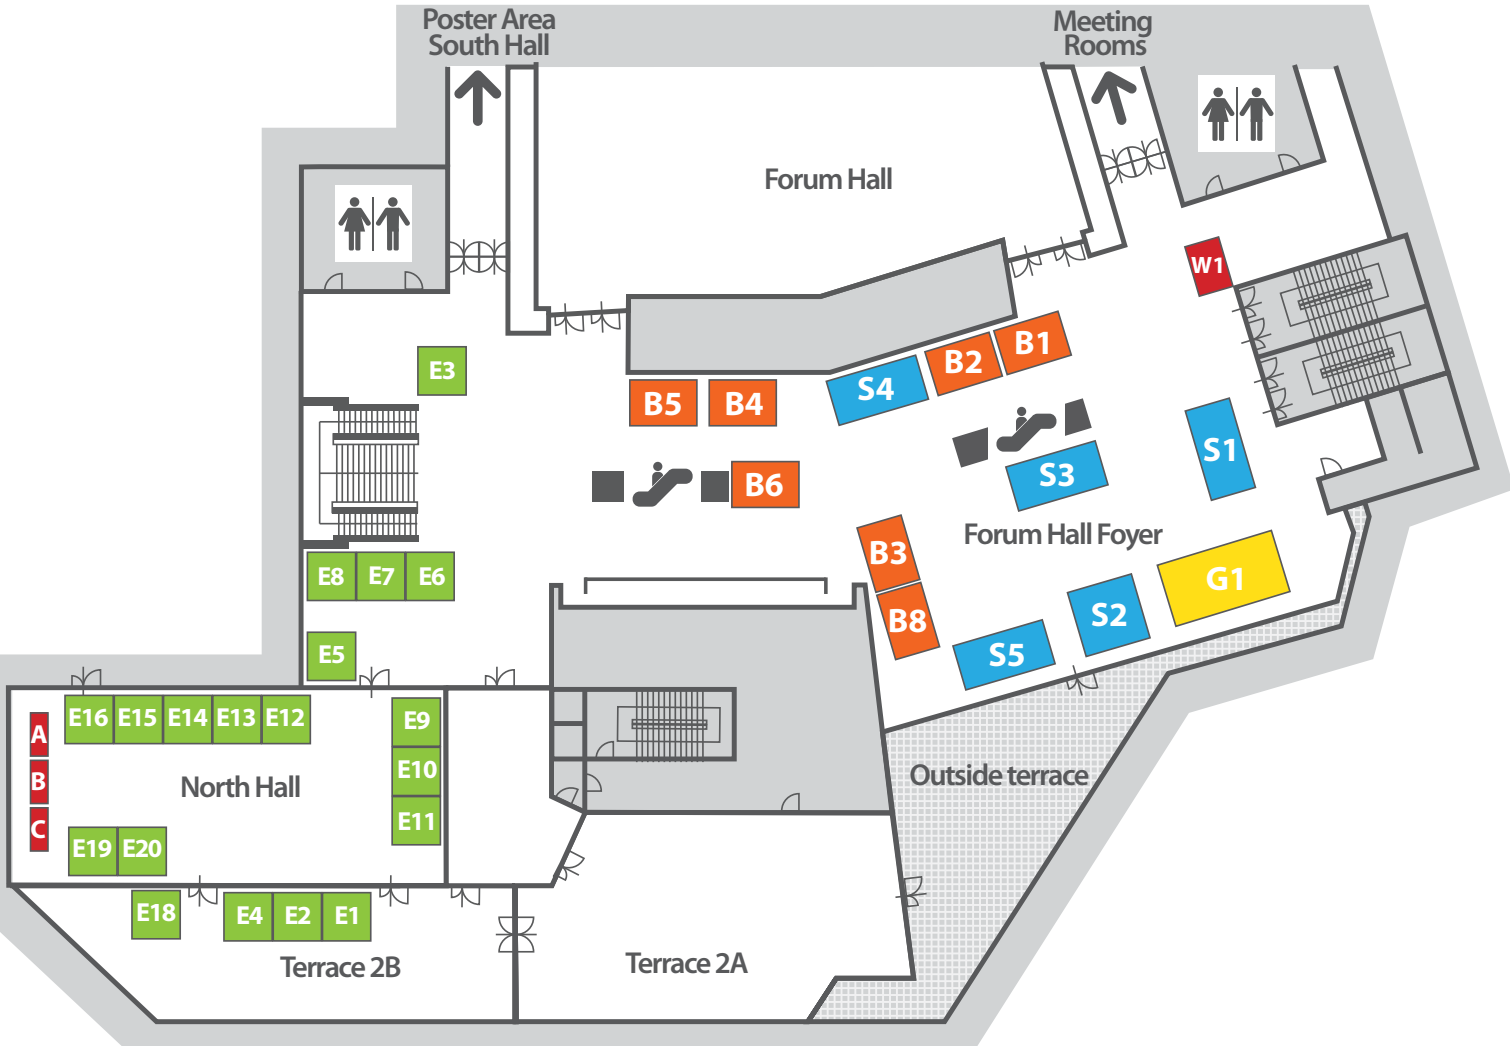 Poster Area
South Hall
Meeting
Rooms
Forum Hall
W1
E3
B5
B4
S4
B2
B1
S1
B6
S3
Forum Hall Foyer
B3
B8
G1
S2
S5
E8
E7
E6
E5
E16
E15
E14
E13
E12
E9
A
B
C
North Hall
E10
E11
Outside terrace
E19
E20
E18
E4
E2
E1
Terrace 2B
Terrace 2A